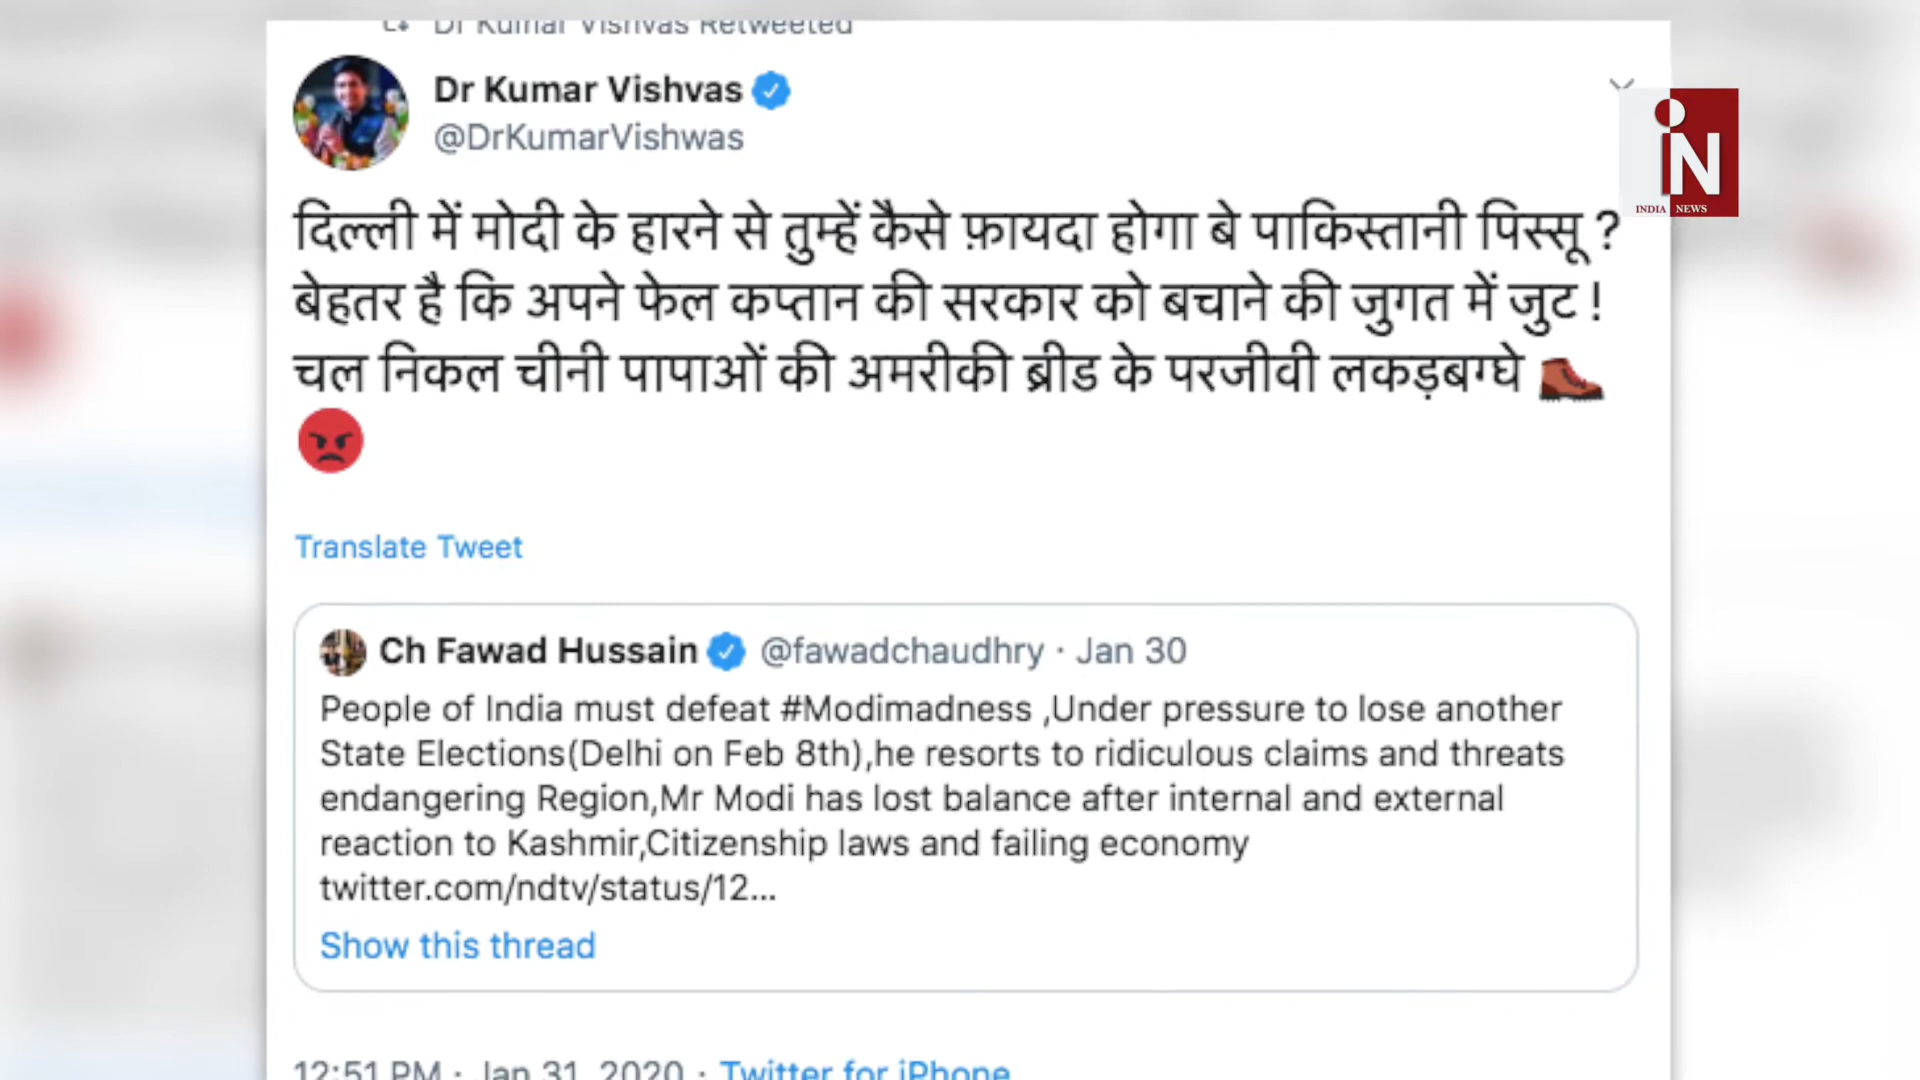 Dr Kumar Vishvas Retweeted
Dr Kumar Vishvas
@DrKumarVishwas
दिल्ली में मोदी के हारने से तुम्हें कैसे फ़ायदा होगा बे पाकिस्तानी पिस्सू ?
बेहतर है कि अपने फेल कप्तान की सरकार को बचाने की जुगत में जुट !
चल निकल चीनी पापाओं की अमरीकी ब्रीड के परजीवी लकड़बग्घे 🥾
😡
Translate Tweet
Ch Fawad Hussain @fawadchaudhry · Jan 30
People of India must defeat #Modimadness ,Under pressure to lose another
State Elections(Delhi on Feb 8th),he resorts to ridiculous claims and threats
endangering Region,Mr Modi has lost balance after internal and external
reaction to Kashmir,Citizenship laws and failing economy
twitter.com/ndtv/status/12...
Show this thread
12:51 PM · Jan 31, 2020 · Twitter for iPhone
iN
INDIA NEWS